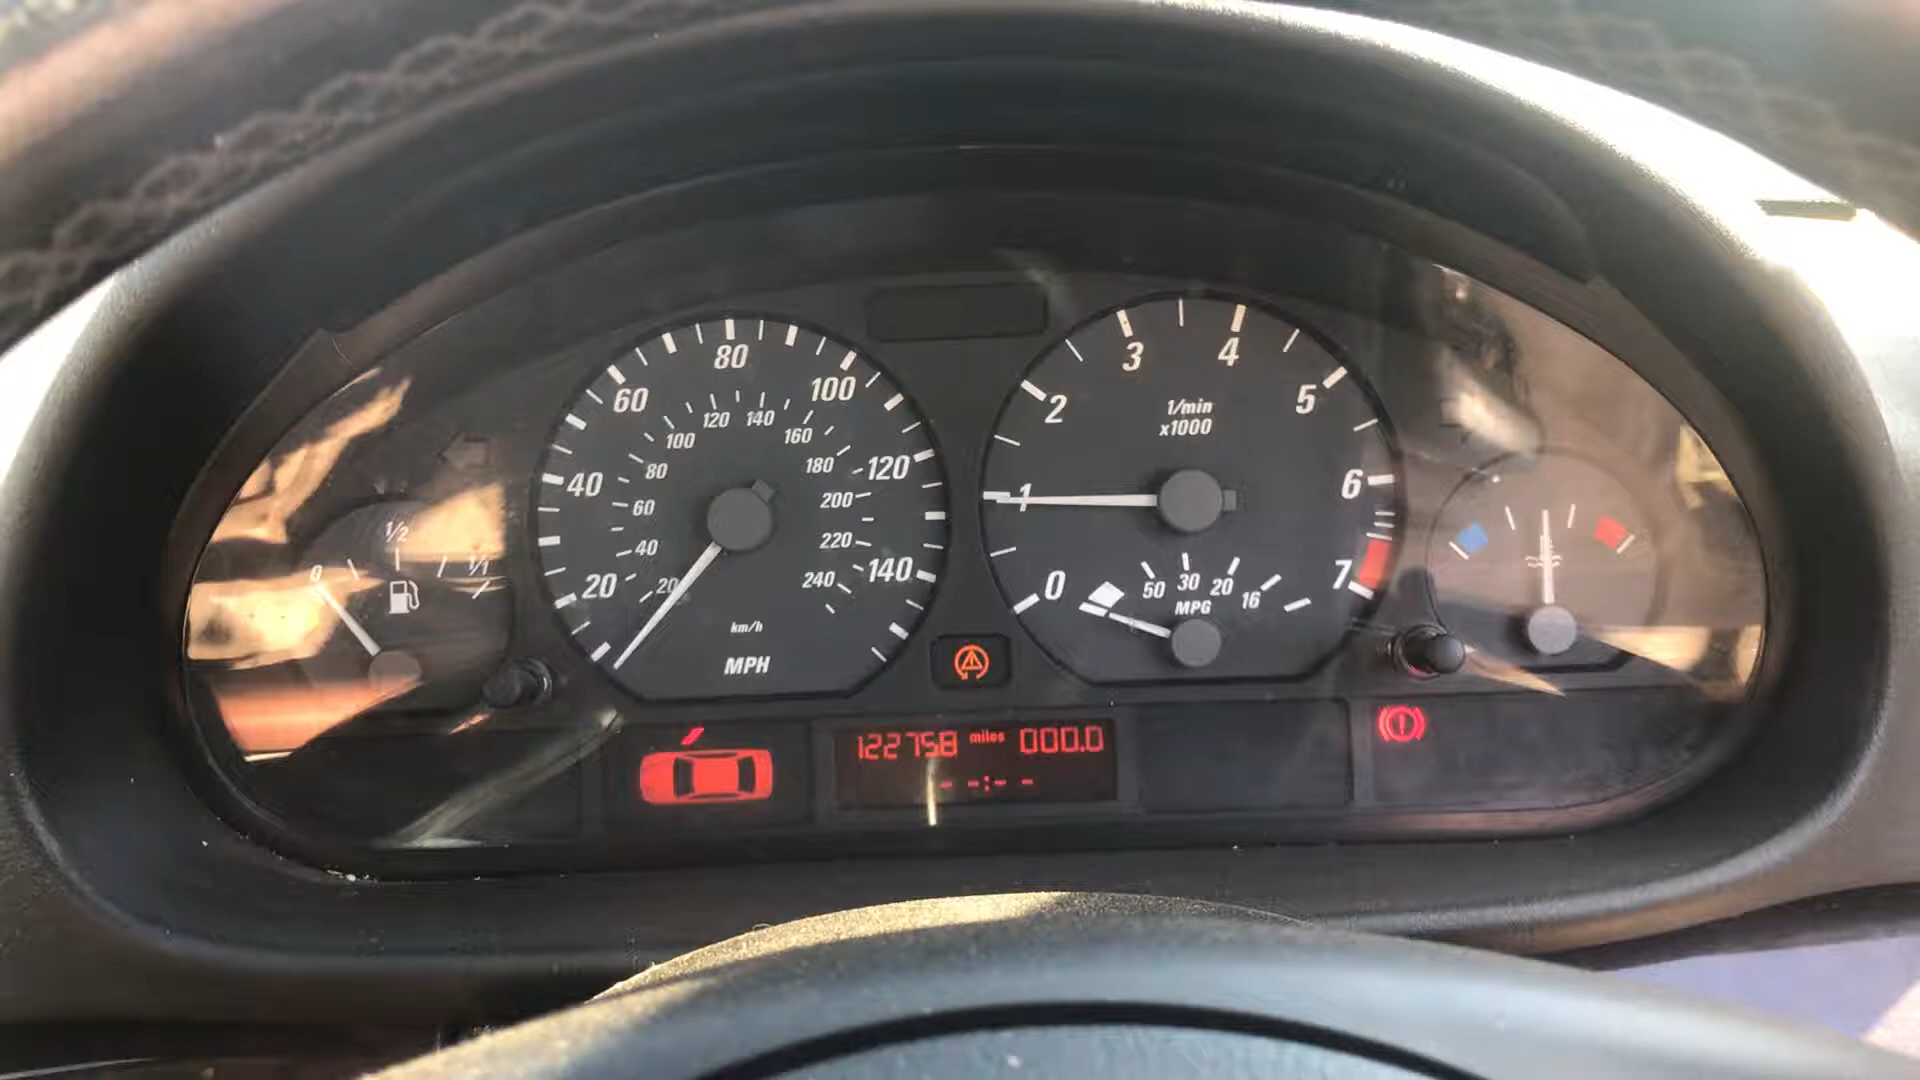 0 1/2 1/1
20 40 60 80 100 120 140
20 40 60 80 100 120 140 160 180 200 220 240
km/h
MPH
0 1 2 3 4 5 6 7
1/min
x1000
50 30 20 16
MPG
122758 miles 000.0
--:--